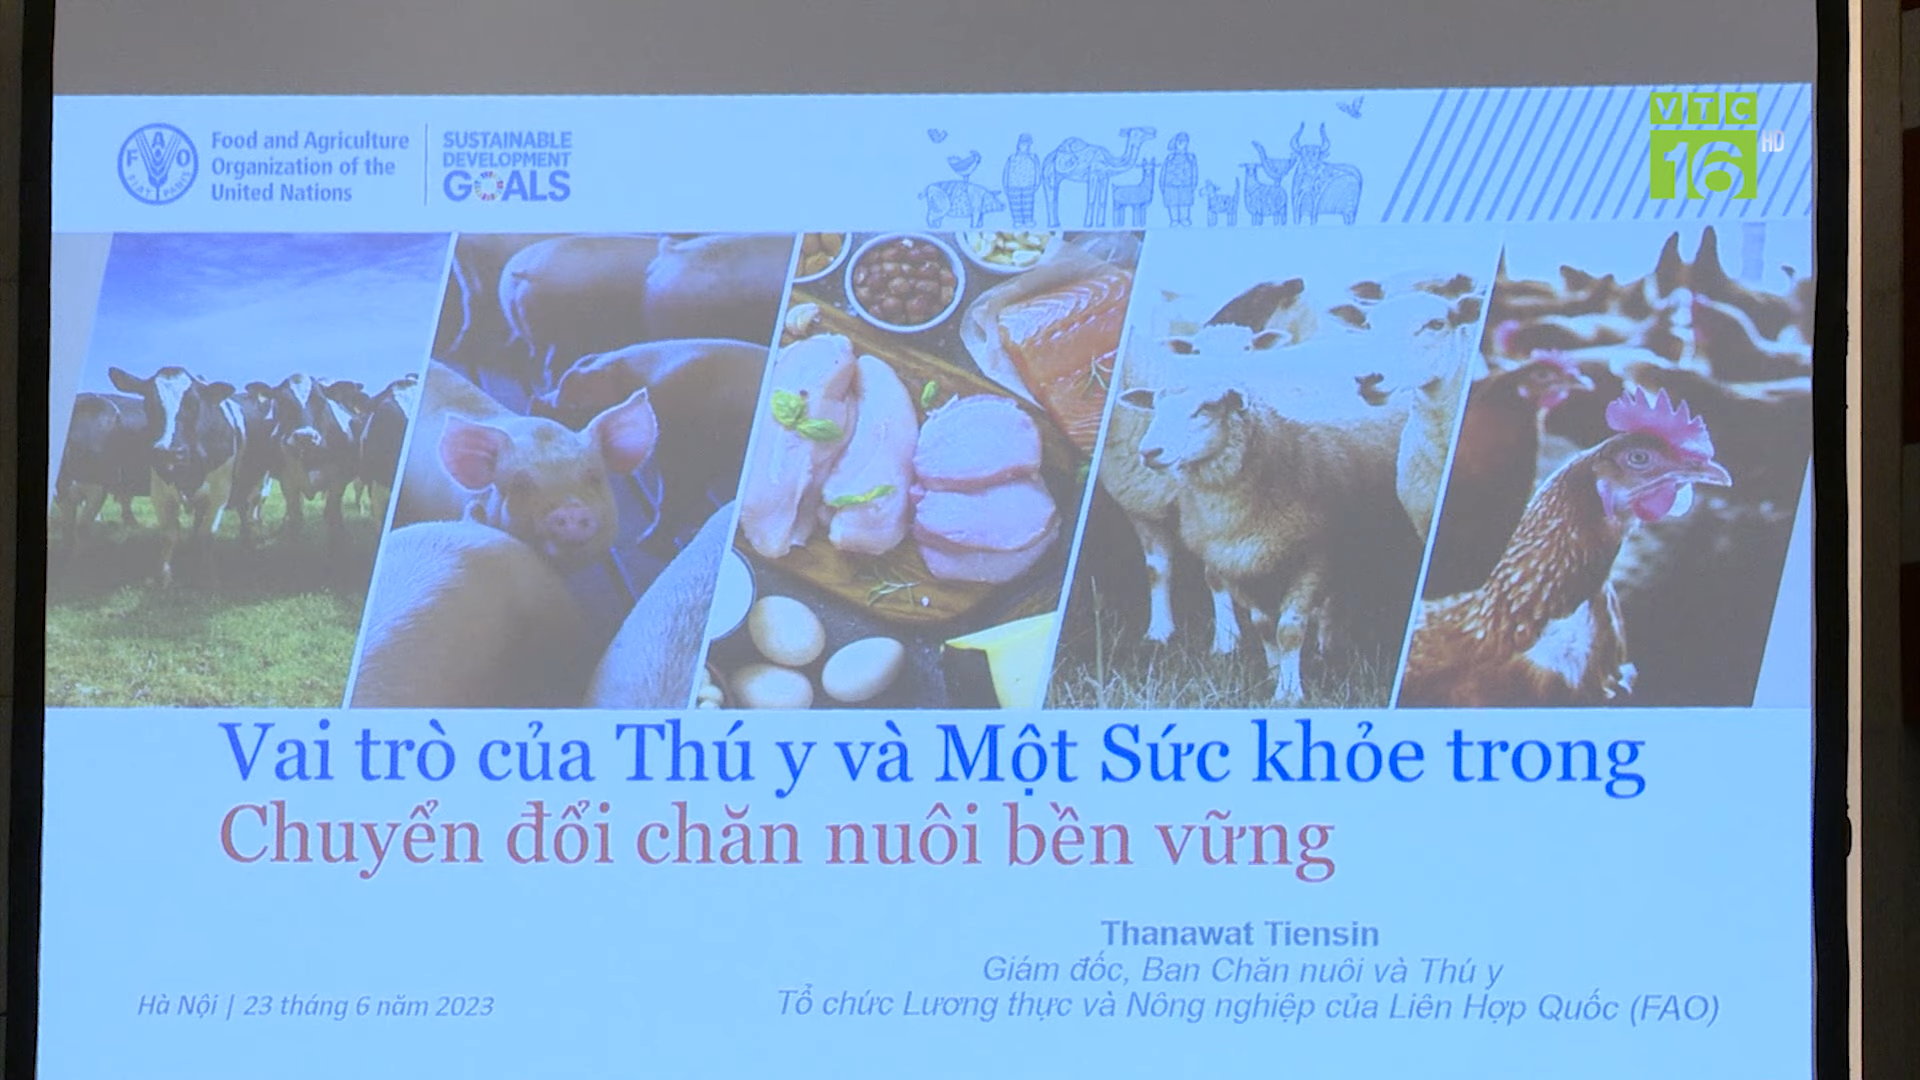 VTC
16 HD
FAO
FIAT PANIS
Food and Agriculture
Organization of the
United Nations
SUSTAINABLE
DEVELOPMENT
GOALS
Vai trò của Thú y và Một Sức khỏe trong
Chuyển đổi chăn nuôi bền vững
Thanawat Tiensin
Giám đốc, Ban Chăn nuôi và Thú y
Hà Nội | 23 tháng 6 năm 2023
Tổ chức Lương thực và Nông nghiệp của Liên Hợp Quốc (FAO)